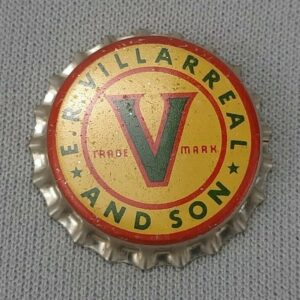 E.R. VILLARREAL
TRADE V MARK
AND SON